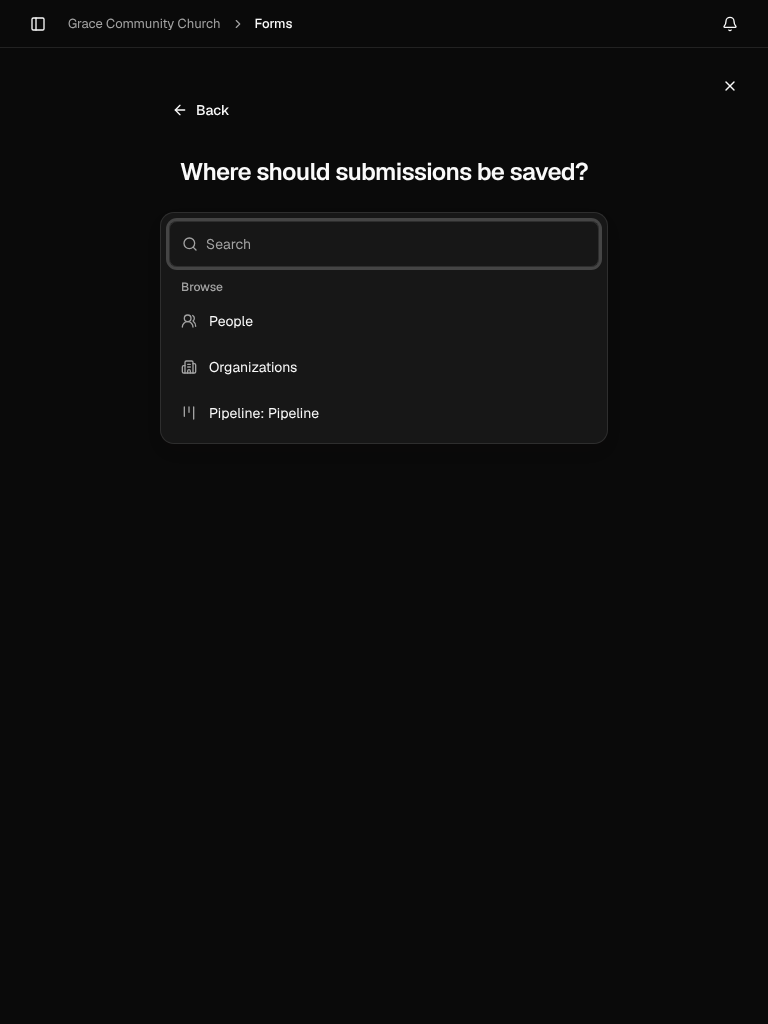 Grace Community Church > Forms
Back
Where should submissions be saved?
Search
Browse
People
Organizations
Pipeline: Pipeline